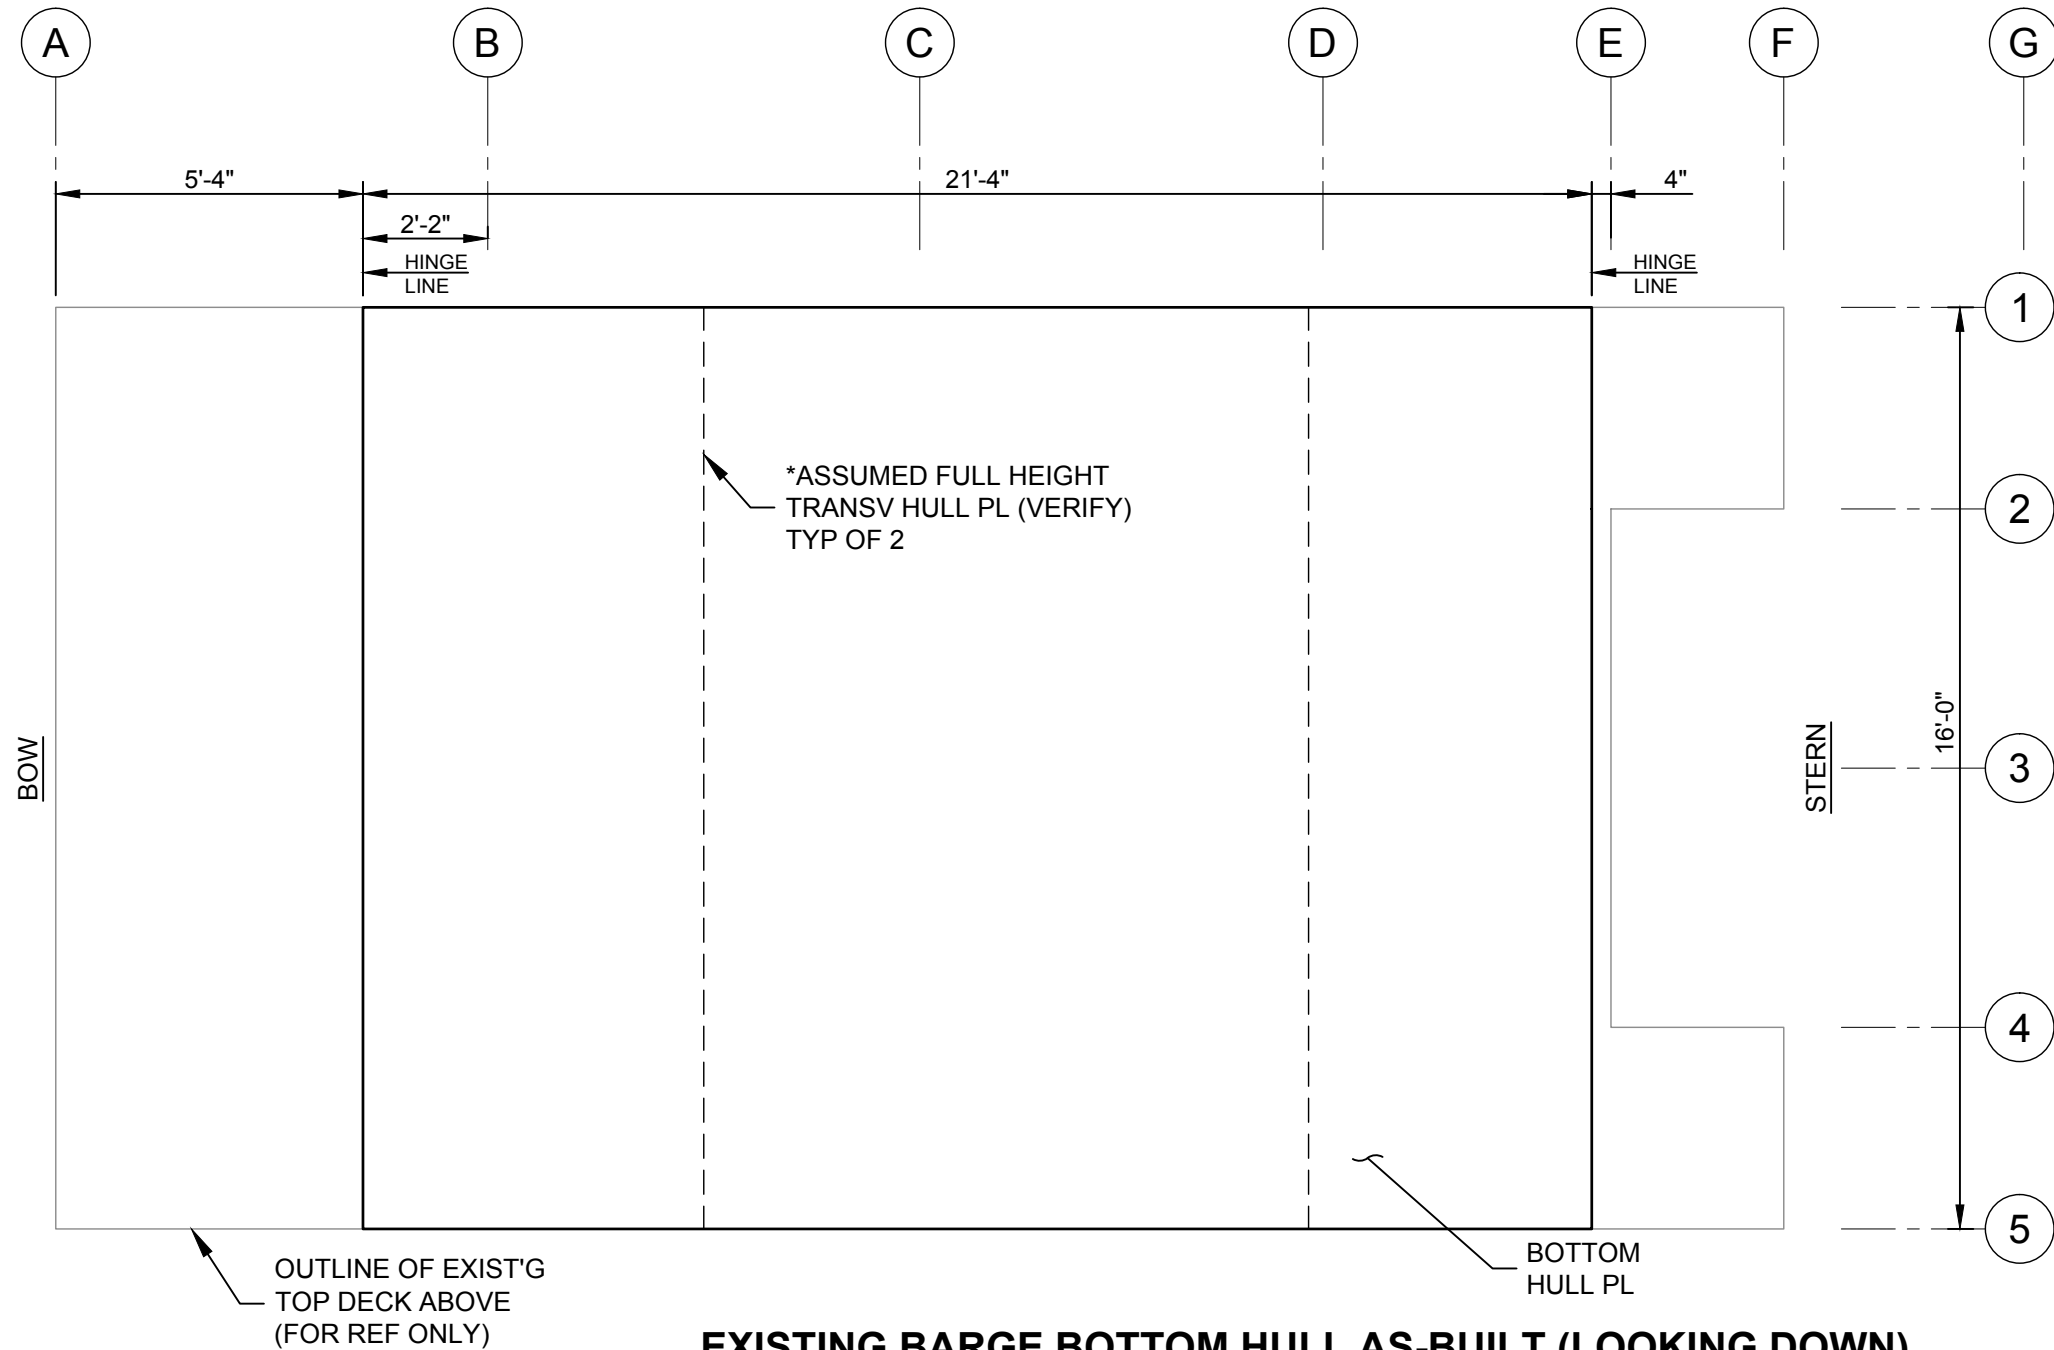 A B C D E F G
5'-4" 21'-4" 4"
2'-2"
HINGE
LINE
HINGE
LINE
1
*ASSUMED FULL HEIGHT
TRANSV HULL PL (VERIFY)
TYP OF 2
2
BOW
STERN
16'-0"
3
4
5
BOTTOM
HULL PL
OUTLINE OF EXIST'G
TOP DECK ABOVE
(FOR REF ONLY)
EXISTING BARGE BOTTOM HULL AS-BUILT (LOOKING DOWN)